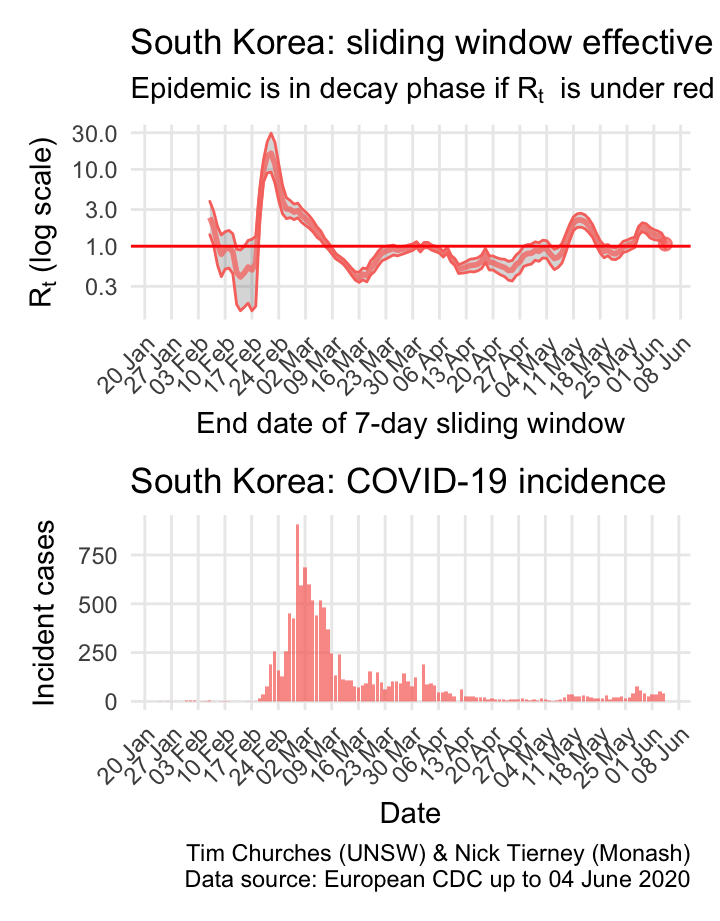 South Korea: sliding window effective
Epidemic is in decay phase if Rt is under red
Rt (log scale)
30.0
10.0
3.0
1.0
0.3
20 Jan
27 Jan
03 Feb
10 Feb
17 Feb
24 Feb
02 Mar
09 Mar
16 Mar
23 Mar
30 Mar
06 Apr
13 Apr
20 Apr
27 Apr
04 May
11 May
18 May
25 May
01 Jun
08 Jun
End date of 7-day sliding window
South Korea: COVID-19 incidence
Incident cases
750
500
250
0
20 Jan
27 Jan
03 Feb
10 Feb
17 Feb
24 Feb
02 Mar
09 Mar
16 Mar
23 Mar
30 Mar
06 Apr
13 Apr
20 Apr
27 Apr
04 May
11 May
18 May
25 May
01 Jun
08 Jun
Date
Tim Churches (UNSW) & Nick Tierney (Monash)
Data source: European CDC up to 04 June 2020